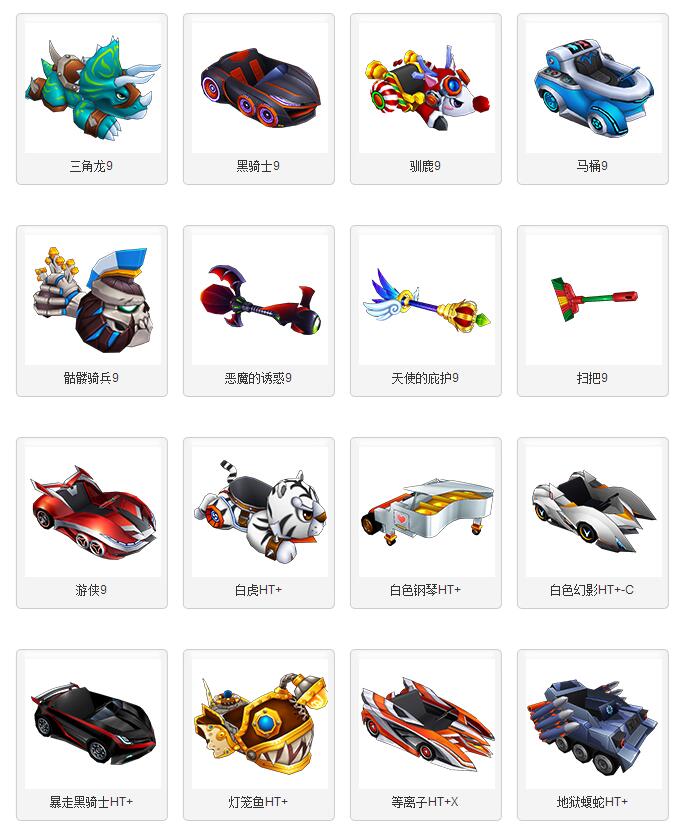 三角龙9
黑骑士9
驯鹿9
马桶9
骷髅骑兵9
恶魔的诱惑9
天使的庇护9
扫把9
游侠9
白虎HT+
白色钢琴HT+
白色幻影HT+-C
暴走黑骑士HT+
灯笼鱼HT+
等离子HT+X
地狱蝰蛇HT+